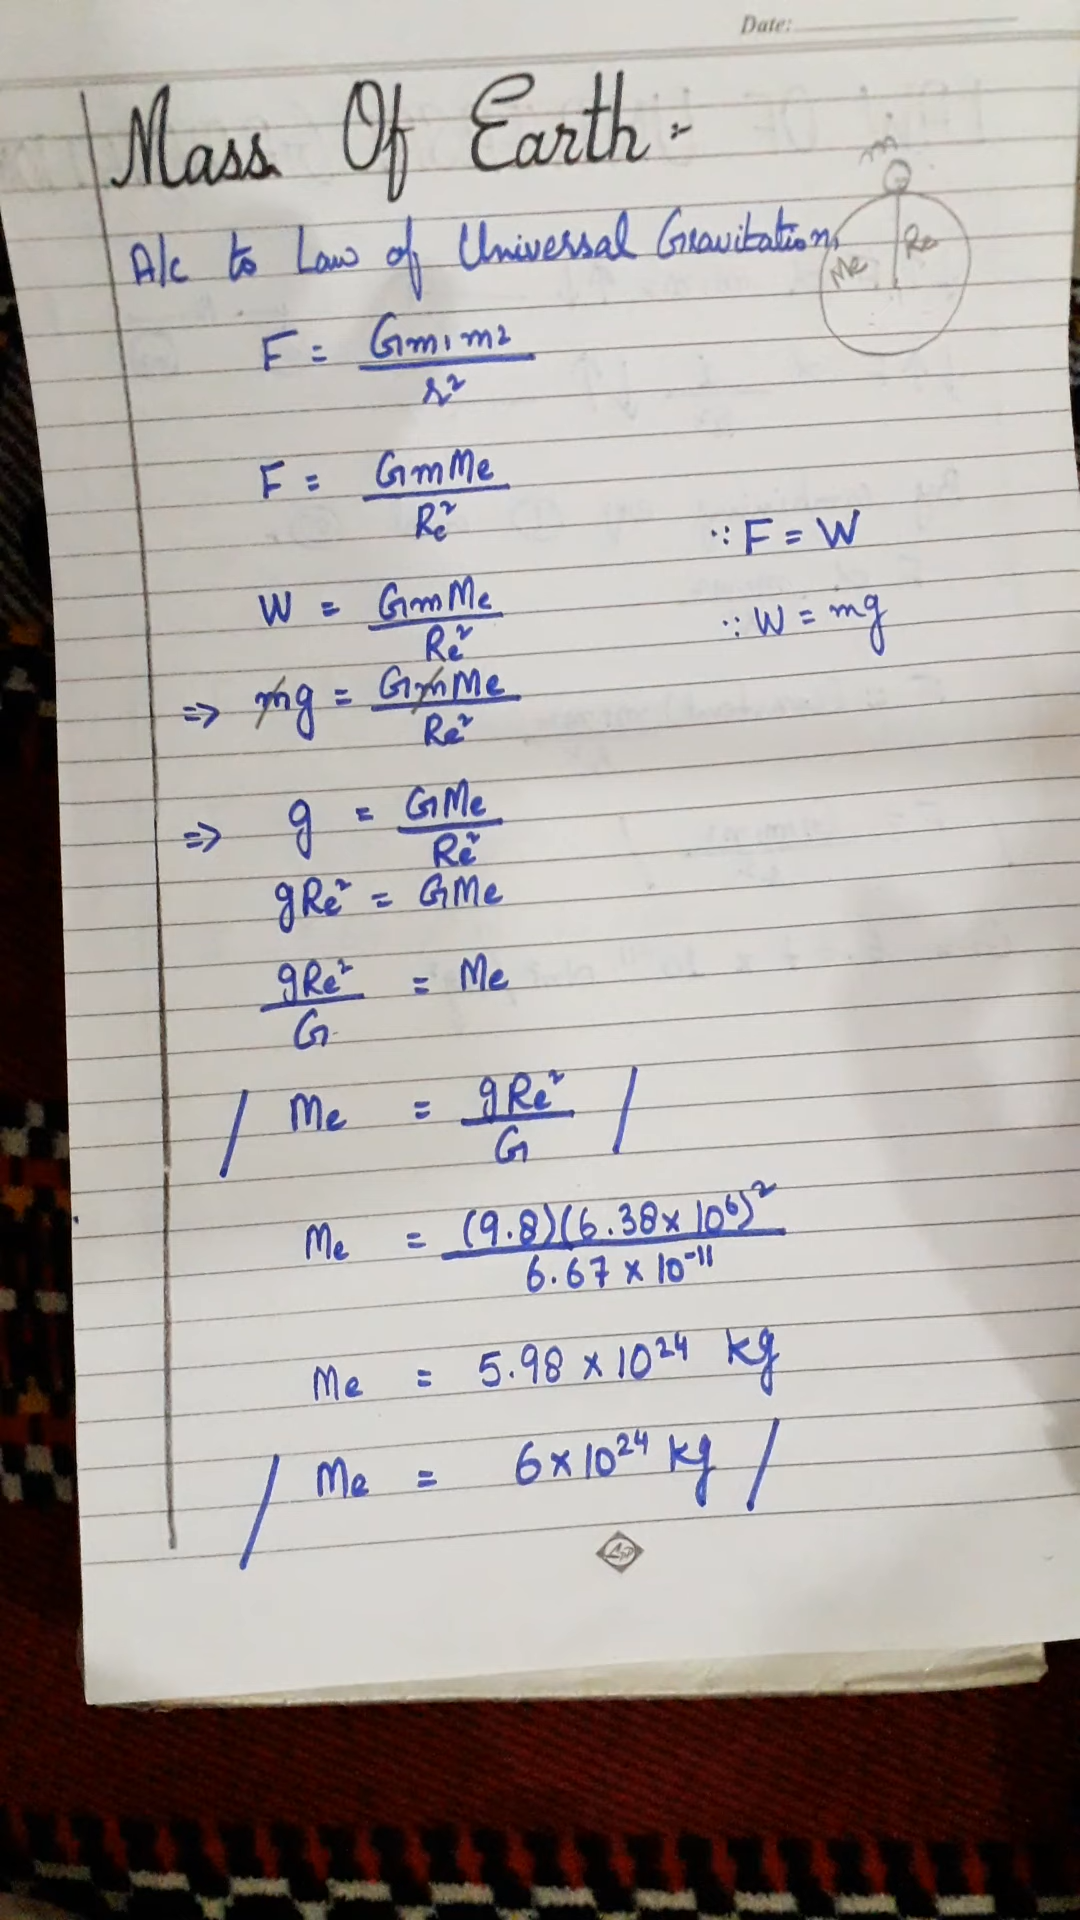 Date:
Mass Of Earth:-
A/c to Law of Universal Gravitation,
m
Me Re
F = Gm₁m₂/r²
F = GmMe/Re²
∵ F = W
W = GmMe/Re²
∵ W = mg
⇒ mg = GmMe/Re²
⇒ g = GMe/Re²
gRe² = GMe
gRe²/G = Me
/ Me = gRe²/G /
Me = (9.8)(6.38×10⁶)²/6.67×10⁻¹¹
Me = 5.98×10²⁴ kg
/ Me = 6×10²⁴ kg /